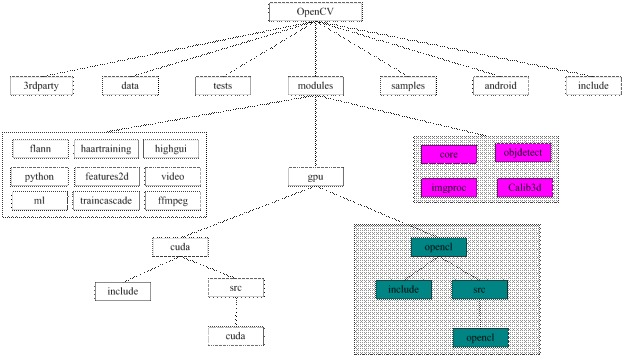 OpenCV
3rdparty data tests modules samples android include
flann haartraining highgui
python features2d video
ml traincascade ffmpeg
gpu
core objdetect
imgproc Calib3d
cuda opencl
include src include src
cuda opencl